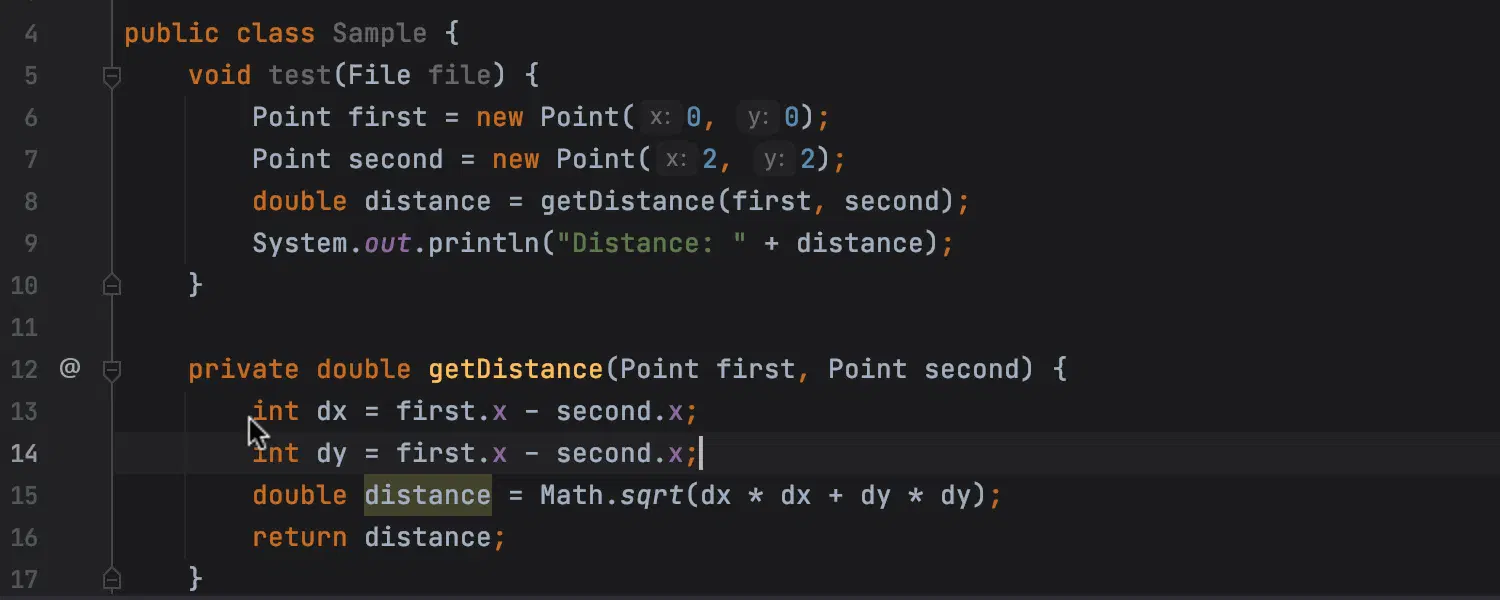 4 public class Sample {
5 void test(File file) {
6 Point first = new Point( x: 0, y: 0);
7 Point second = new Point( x: 2, y: 2);
8 double distance = getDistance(first, second);
9 System.out.println("Distance: " + distance);
10 }
11
12 @ private double getDistance(Point first, Point second) {
13 int dx = first.x - second.x;
14 int dy = first.x - second.x;
15 double distance = Math.sqrt(dx * dx + dy * dy);
16 return distance;
17 }